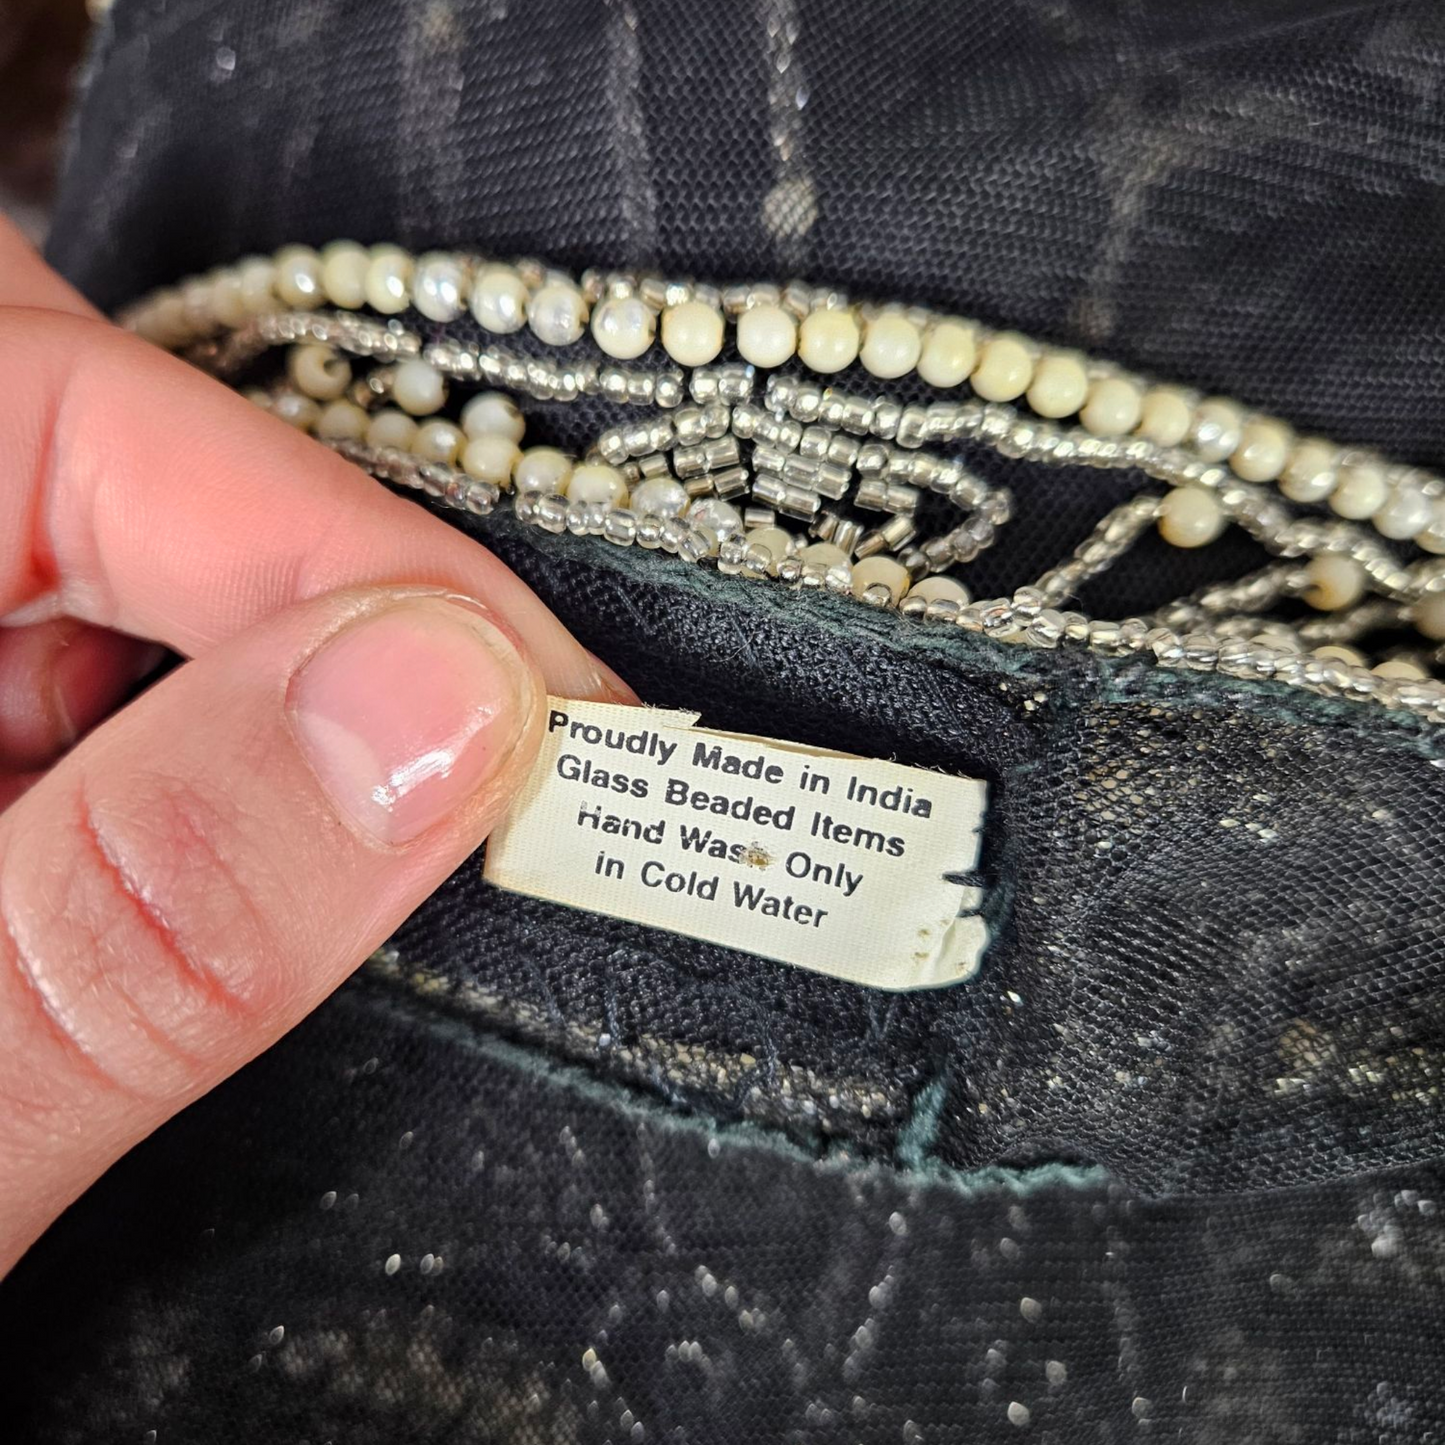 Proudly Made in India
Glass Beaded Items
Hand Wash Only
in Cold Water